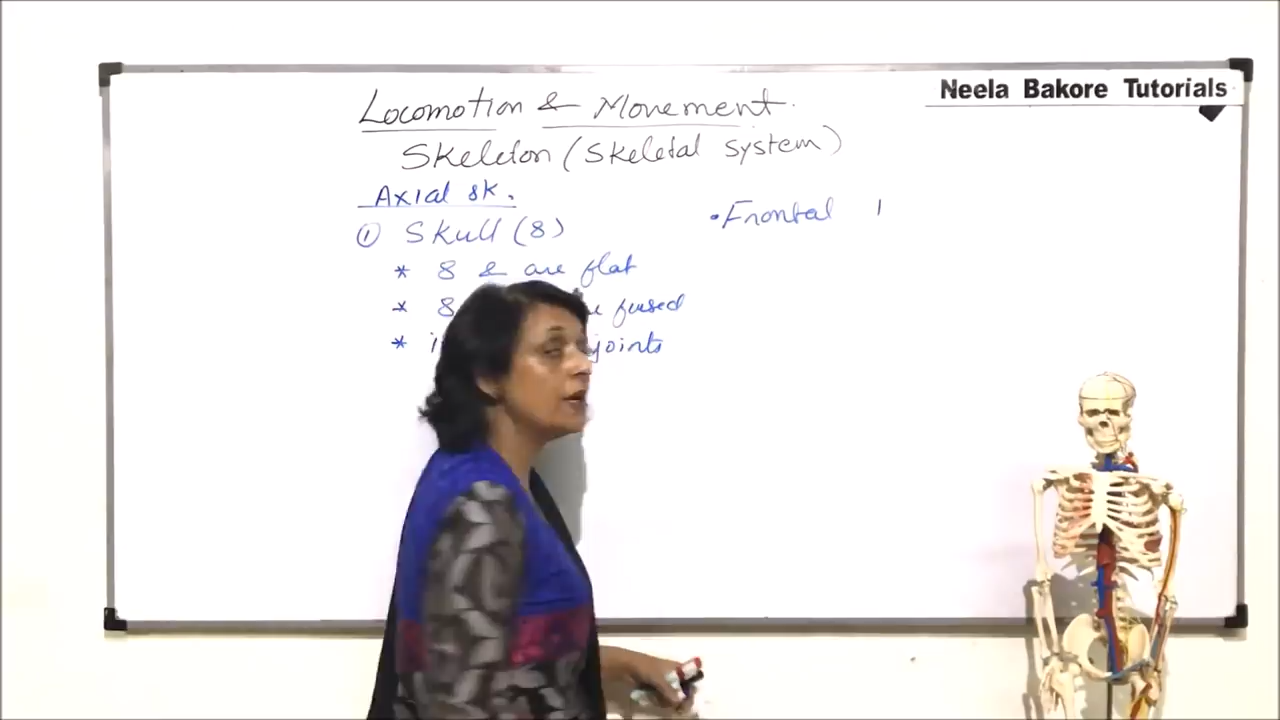 Neela Bakore Tutorials
Locomotion & Movement
Skeleton (Skeletal system)
Axial sk.
① Skull (8)
* 8 & are flat
* 8 fused
* joints
• Frontal 1